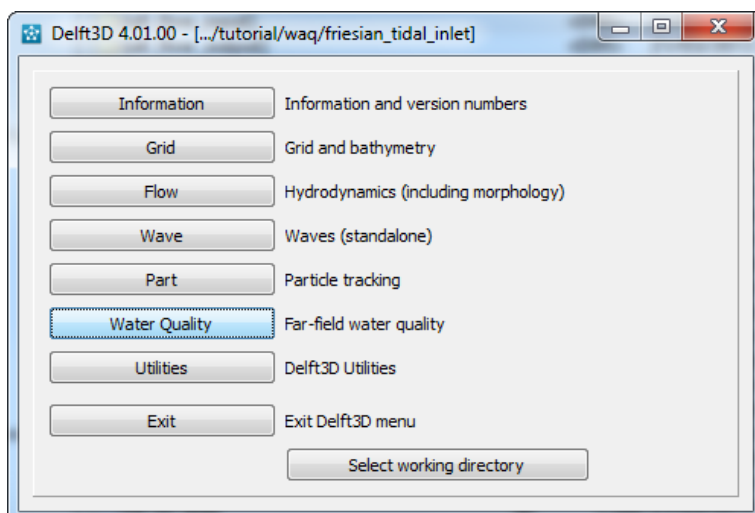 Delft3D 4.01.00 - [.../tutorial/waq/friesian_tidal_inlet]
Information Information and version numbers
Grid Grid and bathymetry
Flow Hydrodynamics (including morphology)
Wave Waves (standalone)
Part Particle tracking
Water Quality Far-field water quality
Utilities Delft3D Utilities
Exit Exit Delft3D menu
Select working directory